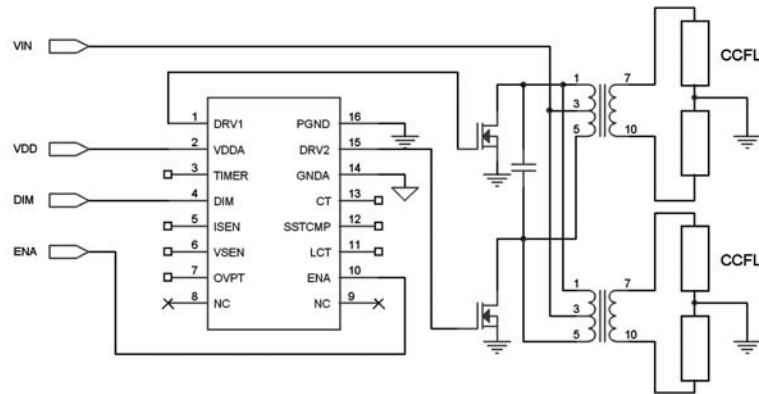 VIN
VDD
DIM
ENA
1 DRV1 PGND 16
2 VDDA DRV2 15
3 TIMER GNDA 14
4 DIM CT 13
5 ISEN SSTCMP 12
6 VSEN LCT 11
7 OVPT ENA 10
8 NC NC 9
1 7
3
5 10
CCFL
1 7
3
5 10
CCFL